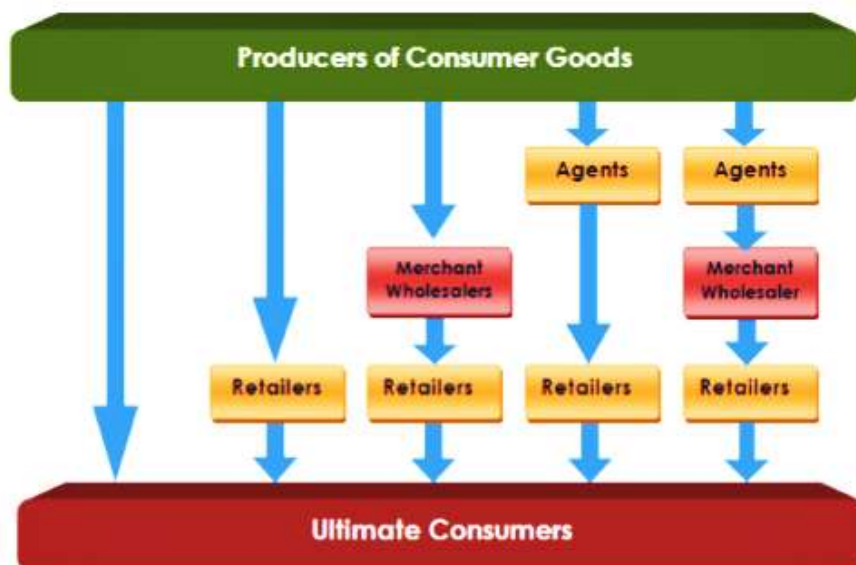 Producers of Consumer Goods
Agents
Agents
Merchant
Wholesalers
Merchant
Wholesaler
Retailers
Retailers
Retailers
Retailers
Ultimate Consumers